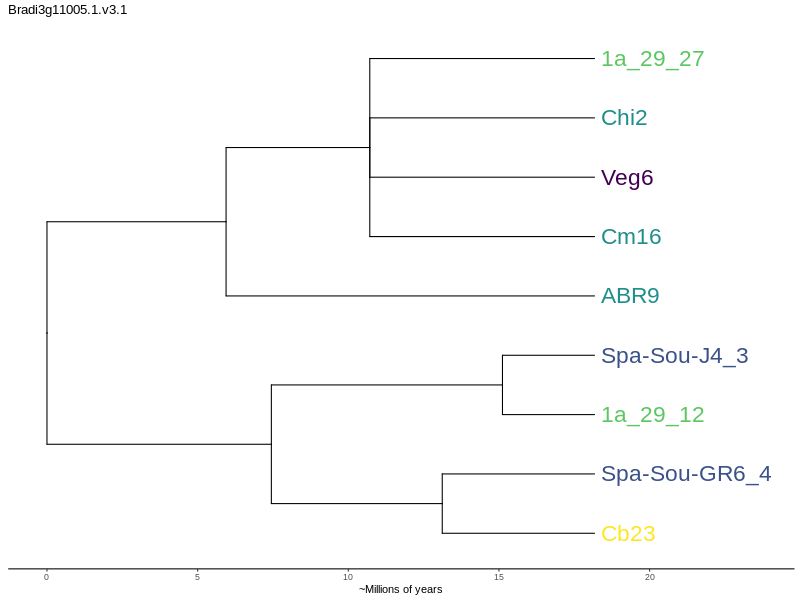 Bradi3g11005.1.v3.1
1a_29_27
Chi2
Veg6
Cm16
ABR9
Spa-Sou-J4_3
1a_29_12
Spa-Sou-GR6_4
Cb23
0 5 10 15 20
~Millions of years